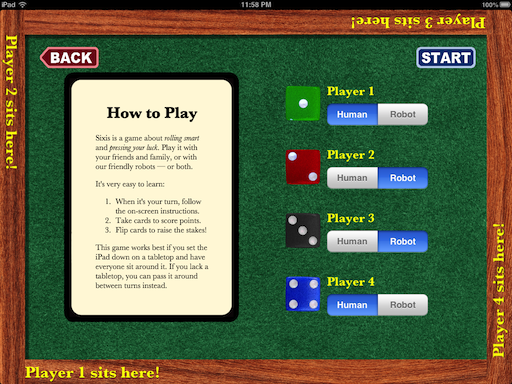 iPad
11:58 PM
100%
Player 3 sits here!
Player 2 sits here!
BACK
START
How to Play
Sixis is a game about rolling smart
and pressing your luck. Play it with
your friends and family, or with
our friendly robots — or both.
It's very easy to learn:
1. When it's your turn, follow
the on-screen instructions.
2. Take cards to score points.
3. Flip cards to raise the stakes!
This game works best if you set the
iPad down on a tabletop and have
everyone sit around it. If you lack a
tabletop, you can pass it around
between turns instead.
Player 1
Human Robot
Player 2
Human Robot
Player 3
Human Robot
Player 4
Human Robot
Player 4 sits here!
Player 1 sits here!